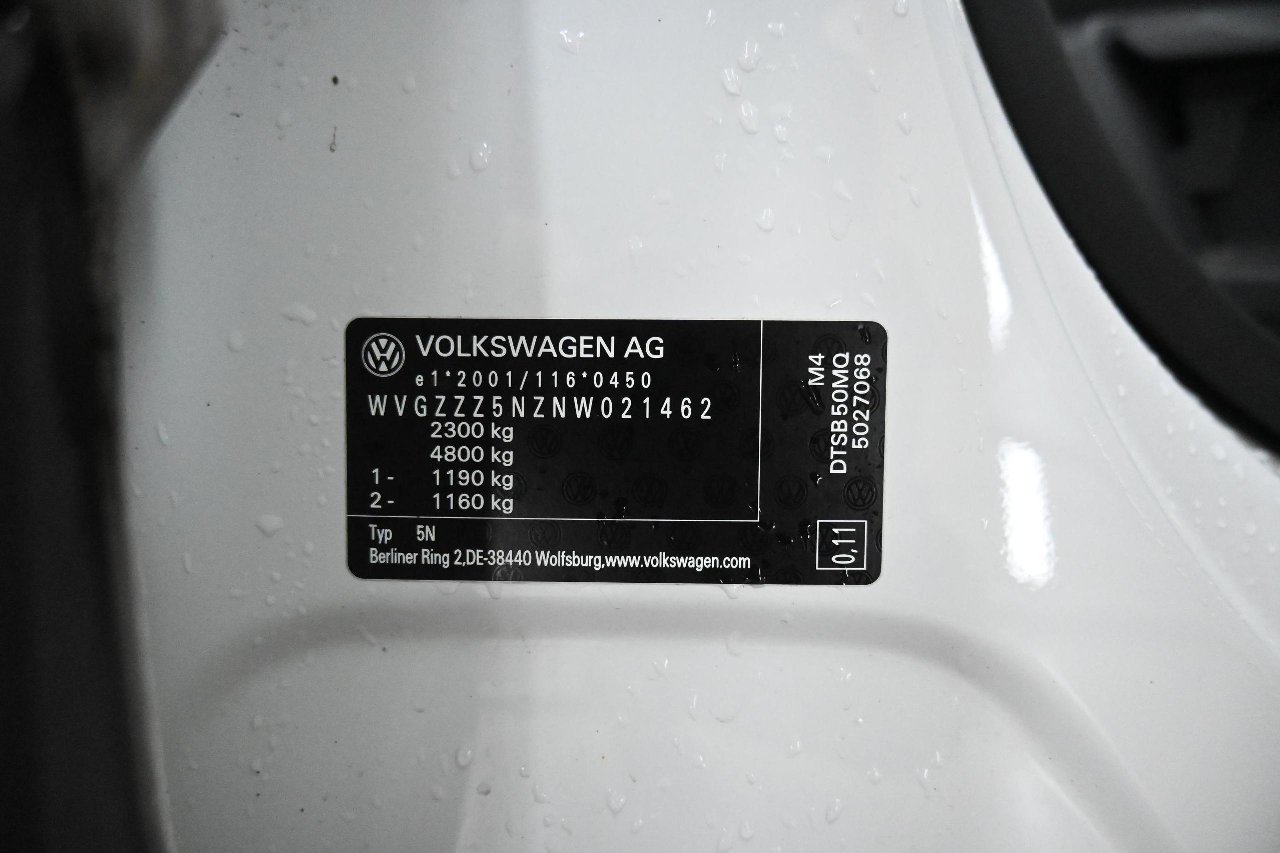 VOLKSWAGEN AG
e1*2001/116*0450
WVGZZZ5NZNW021462
2300 kg
4800 kg
1- 1190 kg
2- 1160 kg
Typ 5N
Berliner Ring 2,DE-38440 Wolfsburg,www.volkswagen.com
M4
DTSB50MQ
5027068
0,11